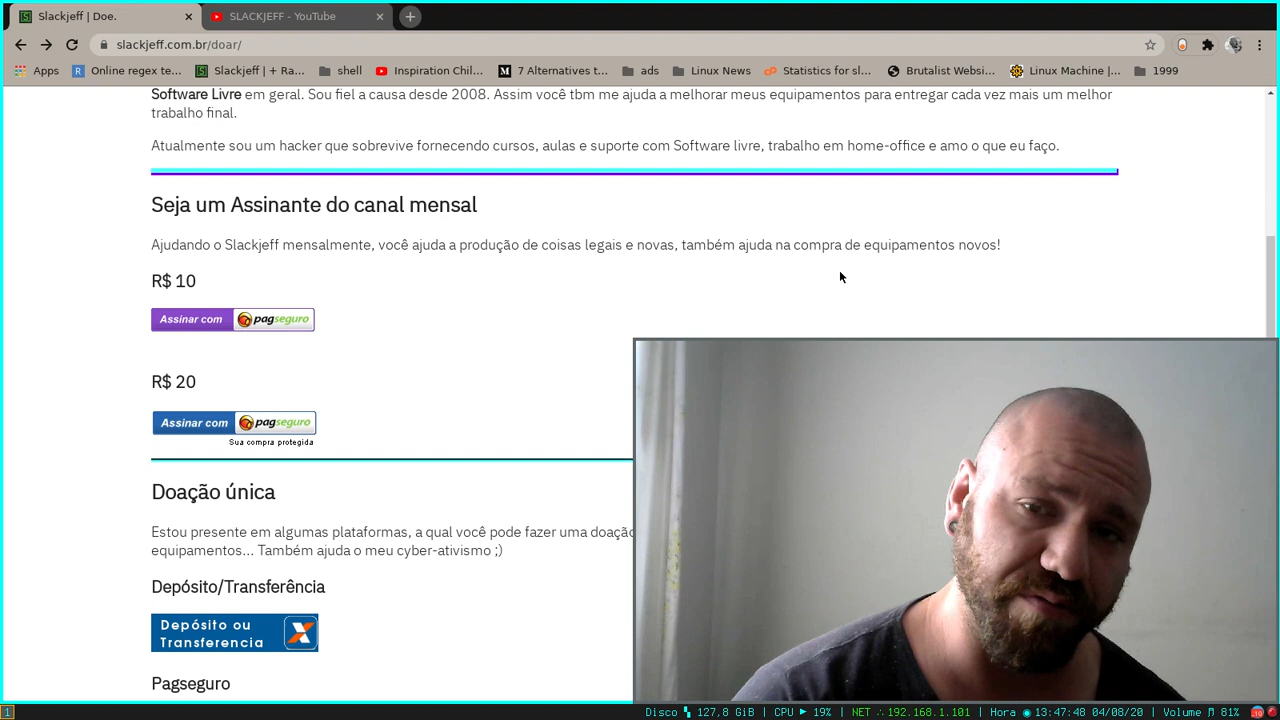 Slackjeff | Doe.
SLACKJEFF - YouTube
slackjeff.com.br/doar/
Apps
Online regex te...
Slackjeff | + Ra...
shell
Inspiration Chil...
7 Alternatives t...
ads
Linux News
Statistics for sl...
Brutalist Websi...
Linux Machine |...
1999
Software Livre em geral. Sou fiel a causa desde 2008. Assim você tbm me ajuda a melhorar meus equipamentos para entregar cada vez mais um melhor
trabalho final.
Atualmente sou um hacker que sobrevive fornecendo cursos, aulas e suporte com Software livre, trabalho em home-office e amo o que eu faço.
Seja um Assinante do canal mensal
Ajudando o Slackjeff mensalmente, você ajuda a produção de coisas legais e novas, também ajuda na compra de equipamentos novos!
R$ 10
Assinar com pagseguro
R$ 20
Assinar com pagseguro
Sua compra protegida
Doação única
Estou presente em algumas plataformas, a qual você pode fazer uma doação
equipamentos... Também ajuda o meu cyber-ativismo ;)
Depósito/Transferência
Depósito ou
Transferencia
Pagseguro
1
Disco 127,8 GiB | CPU 19% | NET 192.168.1.101 | Hora 13:47:48 04/08/20 | Volume 81%